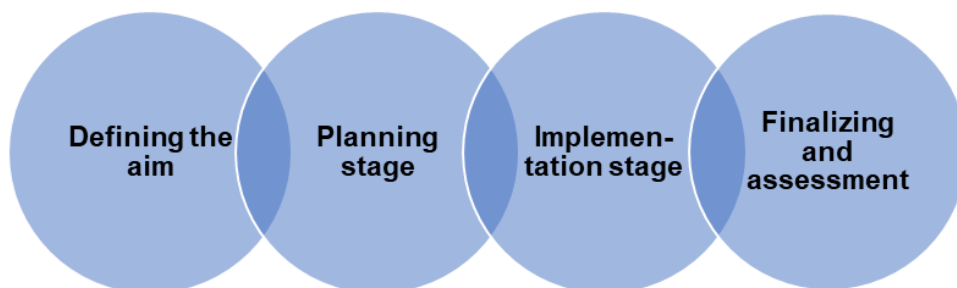 Defining the
aim
Planning
stage
Implemen-
tation stage
Finalizing
and
assessment